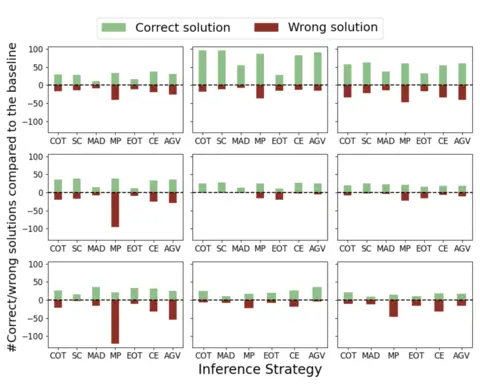 Correct solution Wrong solution
#Correct/wrong solutions compared to the baseline
100
50
0
−50
−100
COT SC MAD MP EOT CE AGV
COT SC MAD MP EOT CE AGV
COT SC MAD MP EOT CE AGV
100
50
0
−50
−100
COT SC MAD MP EOT CE AGV
COT SC MAD MP EOT CE AGV
COT SC MAD MP EOT CE AGV
100
50
0
−50
−100
COT SC MAD MP EOT CE AGV
COT SC MAD MP EOT CE AGV
COT SC MAD MP EOT CE AGV
Inference Strategy